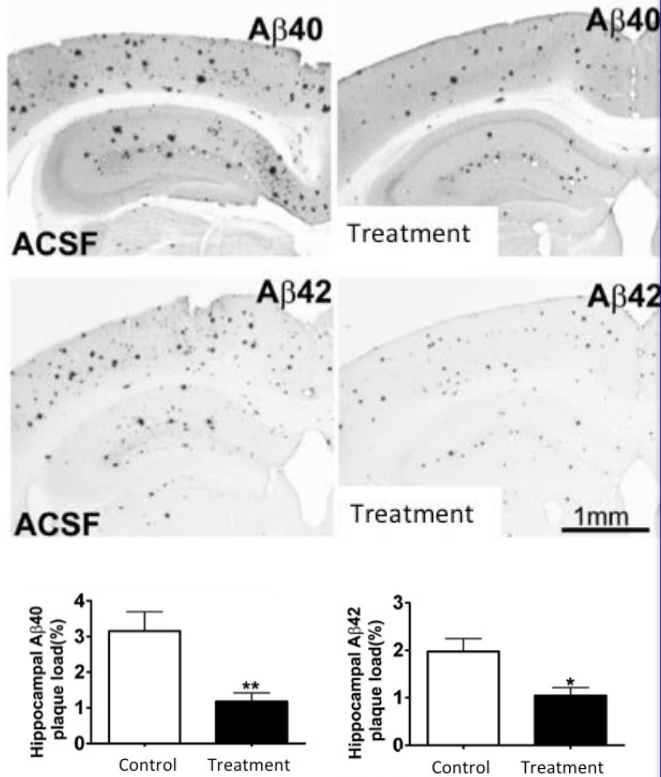 Aβ40
Aβ40
ACSF
Treatment
Aβ42
Aβ42
ACSF
Treatment
1mm
Hippocampal Aβ40
plaque load(%)
4
3
2
1
0
**
Control
Treatment
Hippocampal Aβ42
plaque load(%)
3
2
1
0
*
Control
Treatment